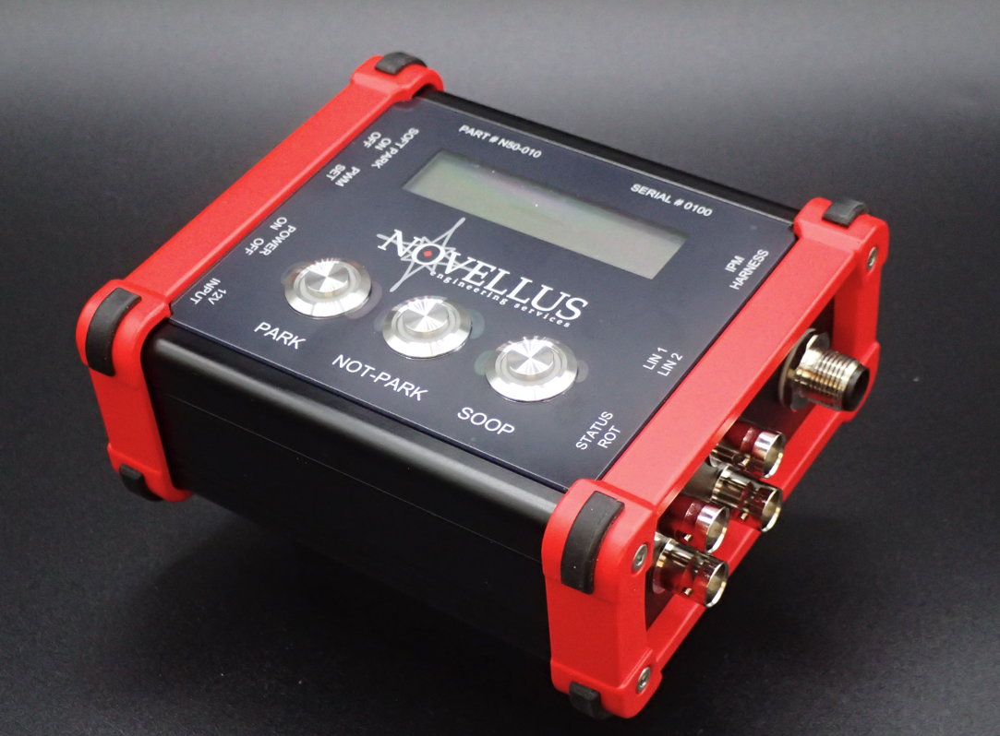 PART # N50-010
SERIAL # 0100
SOFT PARK
ON
OFF
PWM
SET
POWER
ON OFF
12V
INPUT
IPM
HARNESS
NOVELLUS
engineering services
LIN 1
LIN 2
STATUS
ROT
PARK
NOT-PARK
SOOP